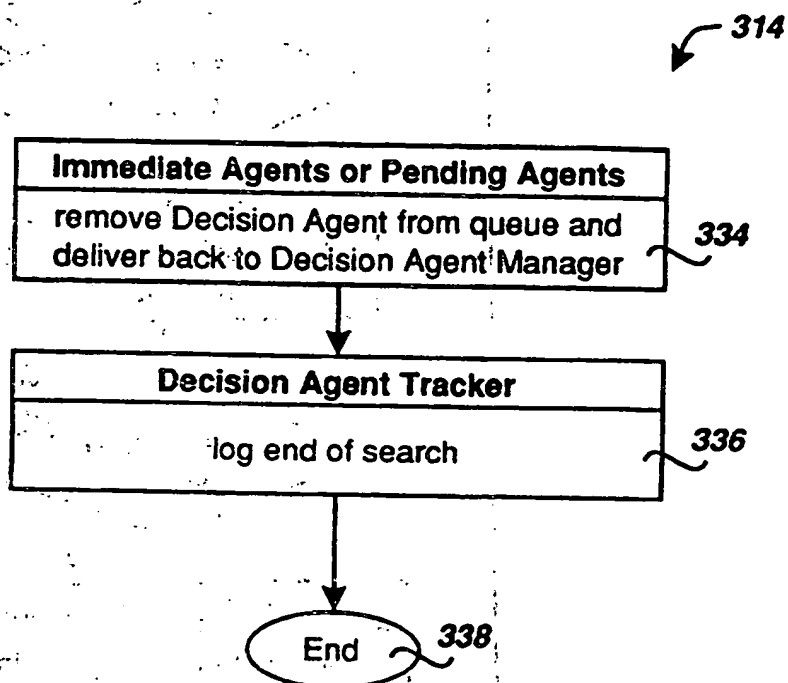 314
Immediate Agents or Pending Agents
remove Decision Agent from queue and
deliver back to Decision Agent Manager
334
Decision Agent Tracker
log end of search
336
End
338